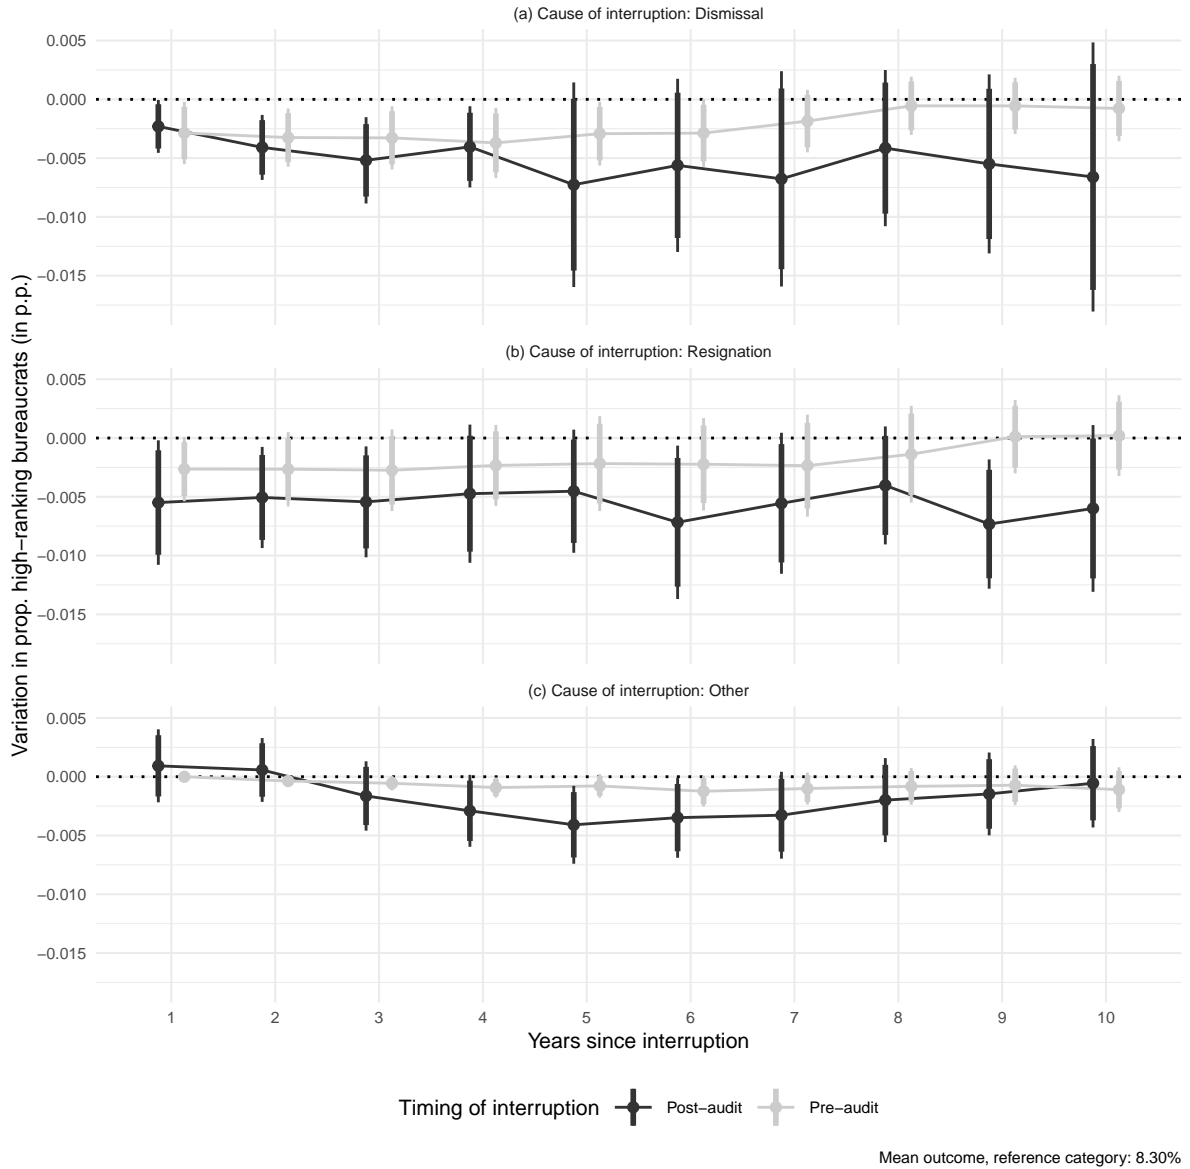 (a) Cause of interruption: Dismissal
0.005
0.000
−0.005
−0.010
−0.015
(b) Cause of interruption: Resignation
0.005
0.000
−0.005
−0.010
−0.015
(c) Cause of interruption: Other
0.005
0.000
−0.005
−0.010
−0.015
Variation in prop. high−ranking bureaucrats (in p.p.)
1 2 3 4 5 6 7 8 9 10
Years since interruption
Timing of interruption Post−audit Pre−audit
Mean outcome, reference category: 8.30%